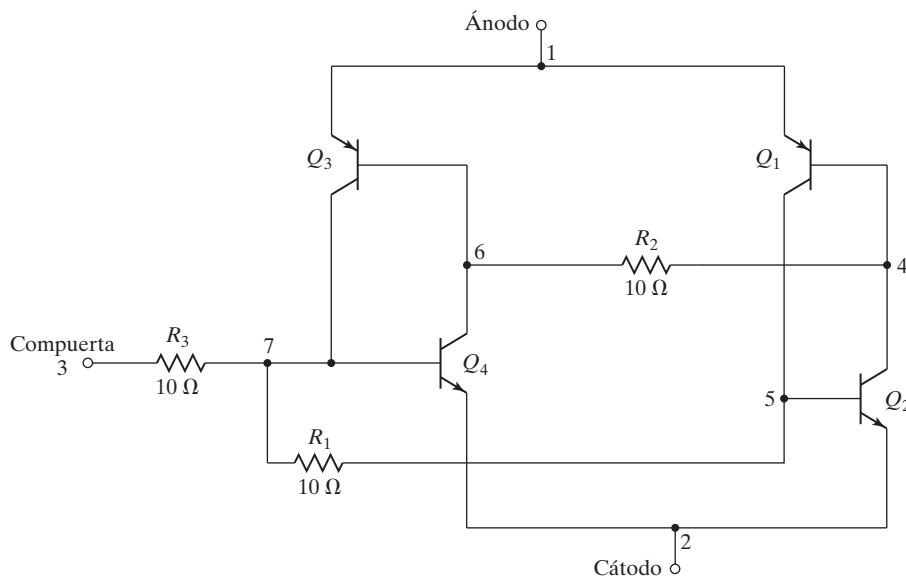 Ánodo
1
Q3
Q1
6
R2
10 Ω
4
Compuerta
3
R3
10 Ω
7
Q4
5
Q2
R1
10 Ω
2
Cátodo